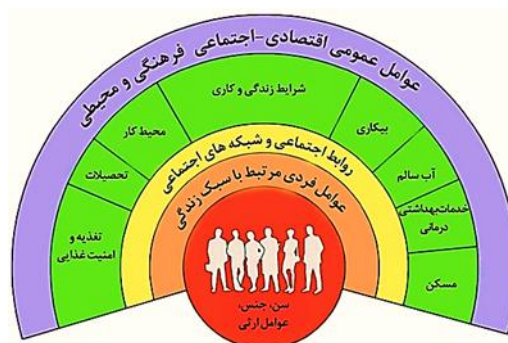 عوامل عمومی اقتصادی-اجتماعی فرهنگی و محیطی
شرایط زندگی و کاری
بیکاری
آب سالم
خدمات بهداشتی
درمانی
مسکن
محیط کار
تحصیلات
تغذیه و
امنیت غذایی
روابط اجتماعی و شبکه های اجتماعی
عوامل فردی مرتبط با سبک زندگی
سن، جنس،
عوامل ارثی